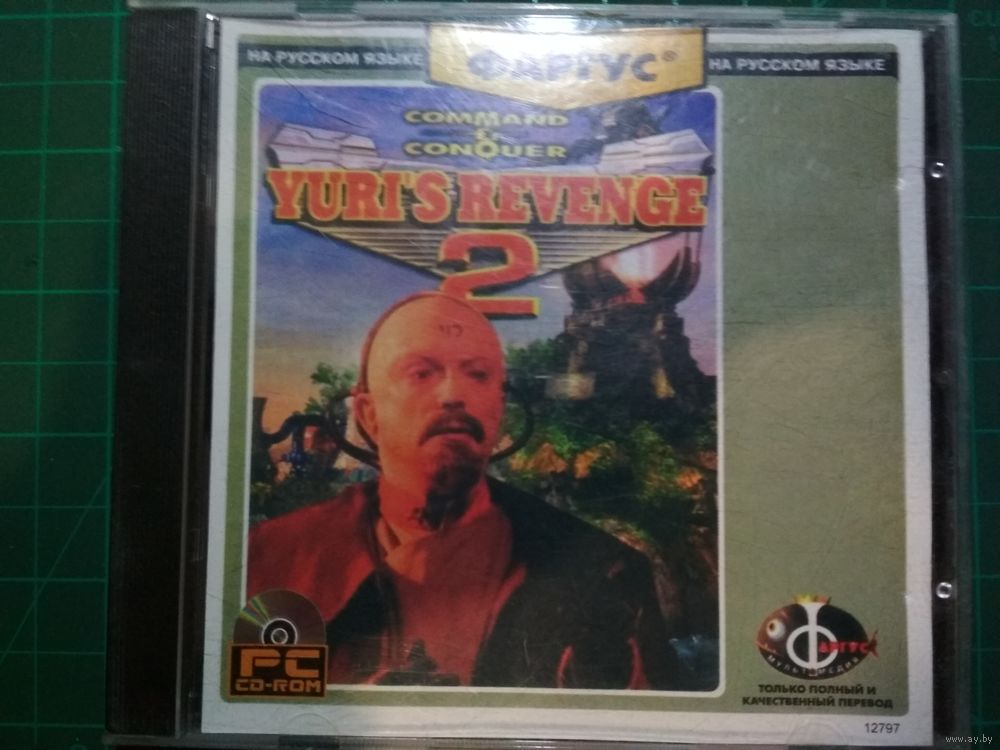 НА РУССКОМ ЯЗЫКЕ
ФАРГУС®
НА РУССКОМ ЯЗЫКЕ
COMMAND
&
CONQUER
YURI'S REVENGE
2
PC
CD-ROM
ФАРГУС
МУЛЬТИМЕДИА
ТОЛЬКО ПОЛНЫЙ И
КАЧЕСТВЕННЫЙ ПЕРЕВОД
12797
www.ay.by